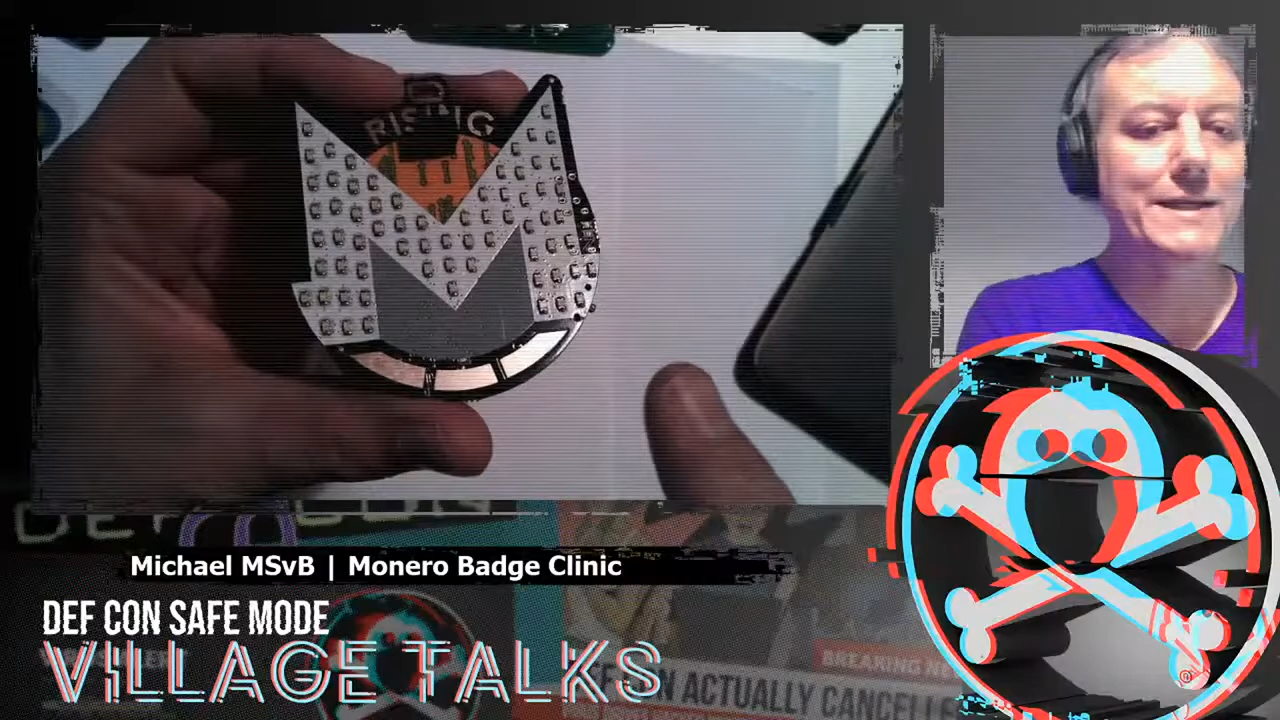 RISING
Michael MSvB | Monero Badge Clinic
DEF CON SAFE MODE
VILLAGE TALKS
BREAKING NE
ACTUALLY CANCELLE